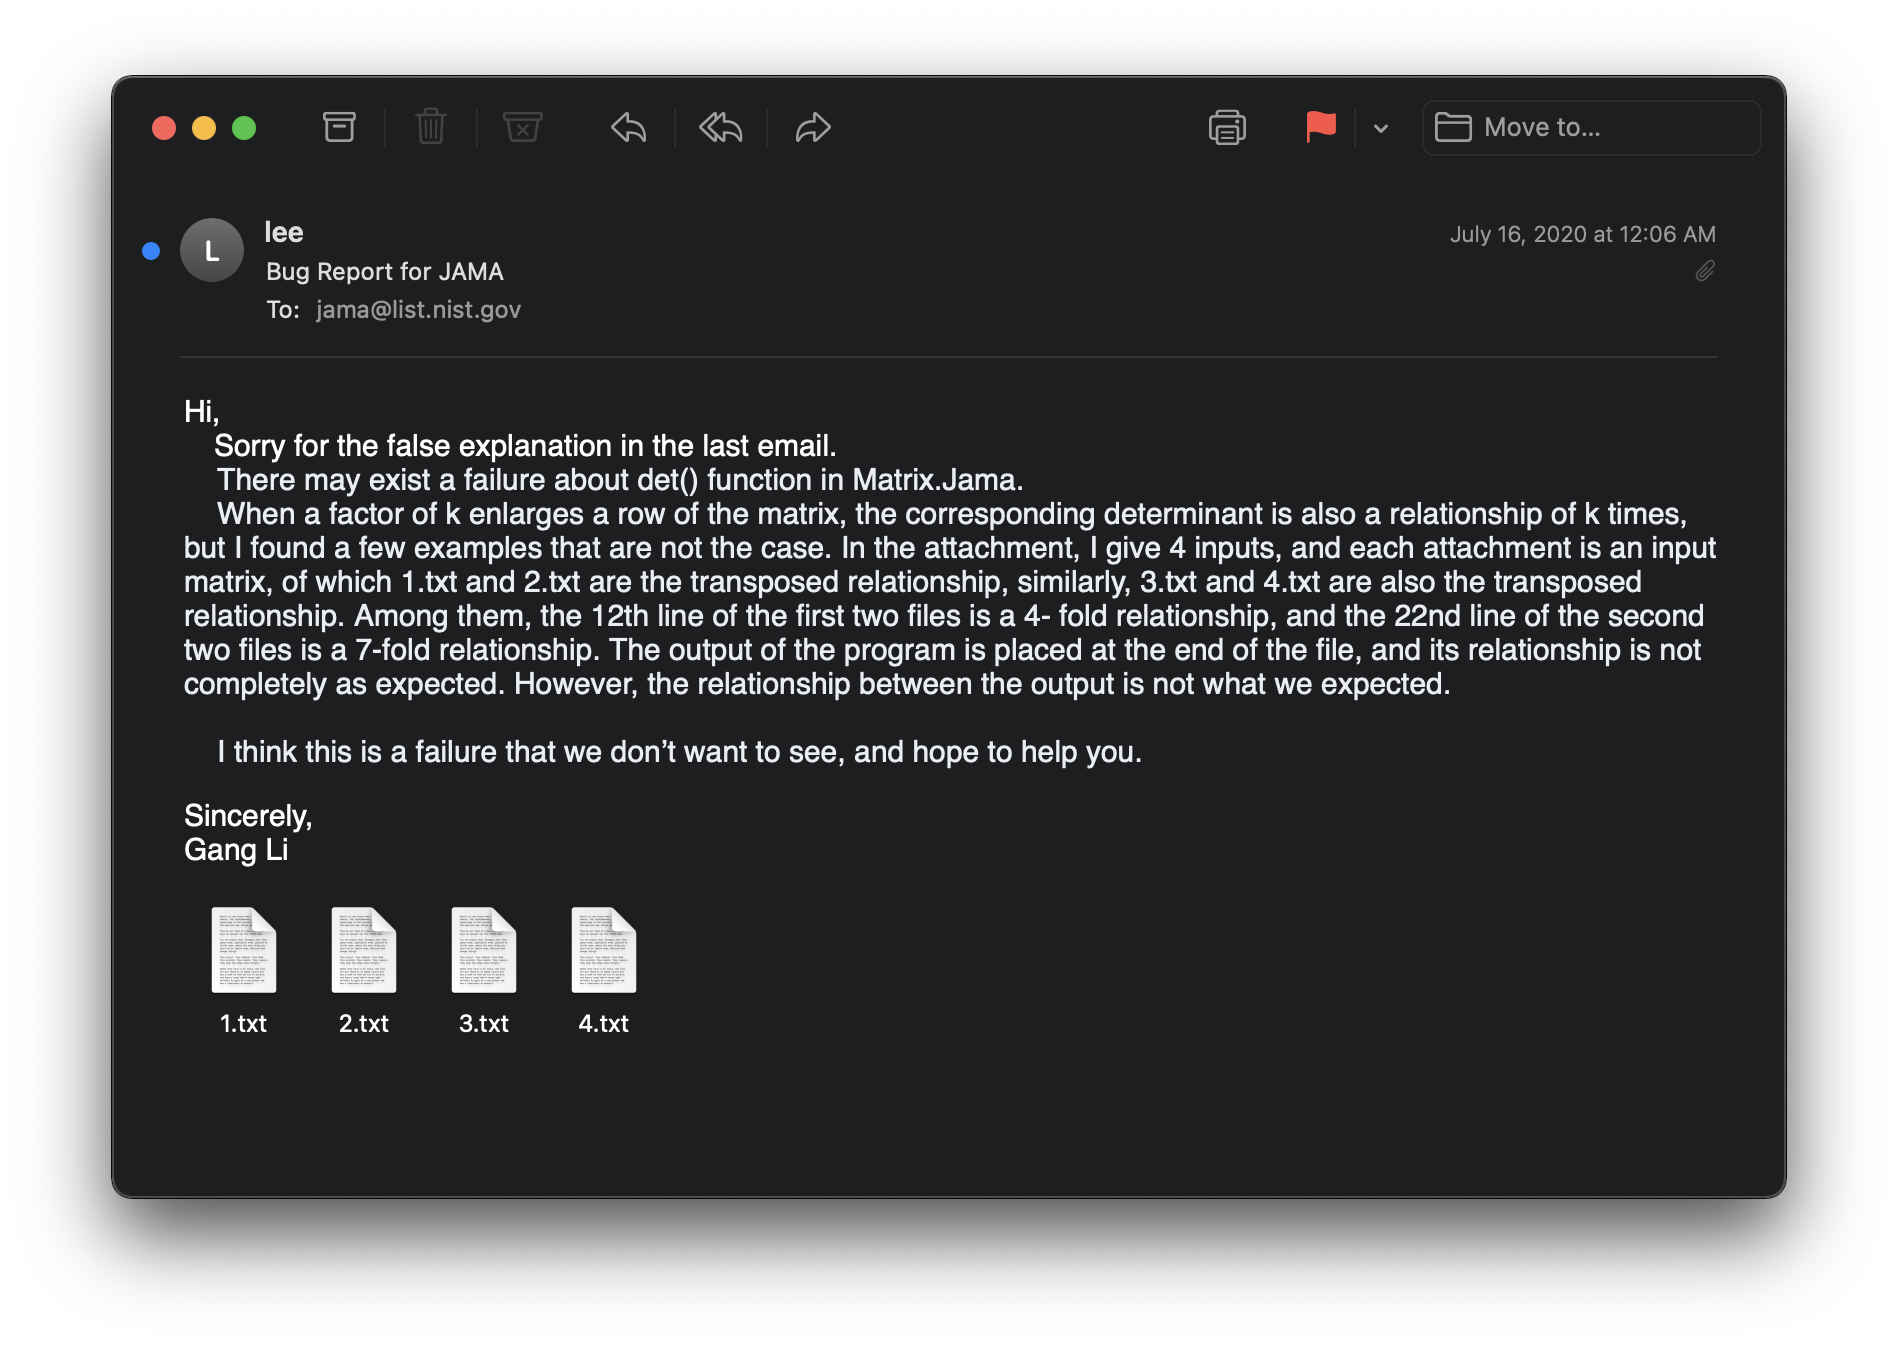 Move to...
L
lee
July 16, 2020 at 12:06 AM
Bug Report for JAMA
To: jama@list.nist.gov
Hi,
Sorry for the false explanation in the last email.
There may exist a failure about det() function in Matrix.Jama.
When a factor of k enlarges a row of the matrix, the corresponding determinant is also a relationship of k times,
but I found a few examples that are not the case. In the attachment, I give 4 inputs, and each attachment is an input
matrix, of which 1.txt and 2.txt are the transposed relationship, similarly, 3.txt and 4.txt are also the transposed
relationship. Among them, the 12th line of the first two files is a 4- fold relationship, and the 22nd line of the second
two files is a 7-fold relationship. The output of the program is placed at the end of the file, and its relationship is not
completely as expected. However, the relationship between the output is not what we expected.
I think this is a failure that we don’t want to see, and hope to help you.
Sincerely,
Gang Li
1.txt 2.txt 3.txt 4.txt